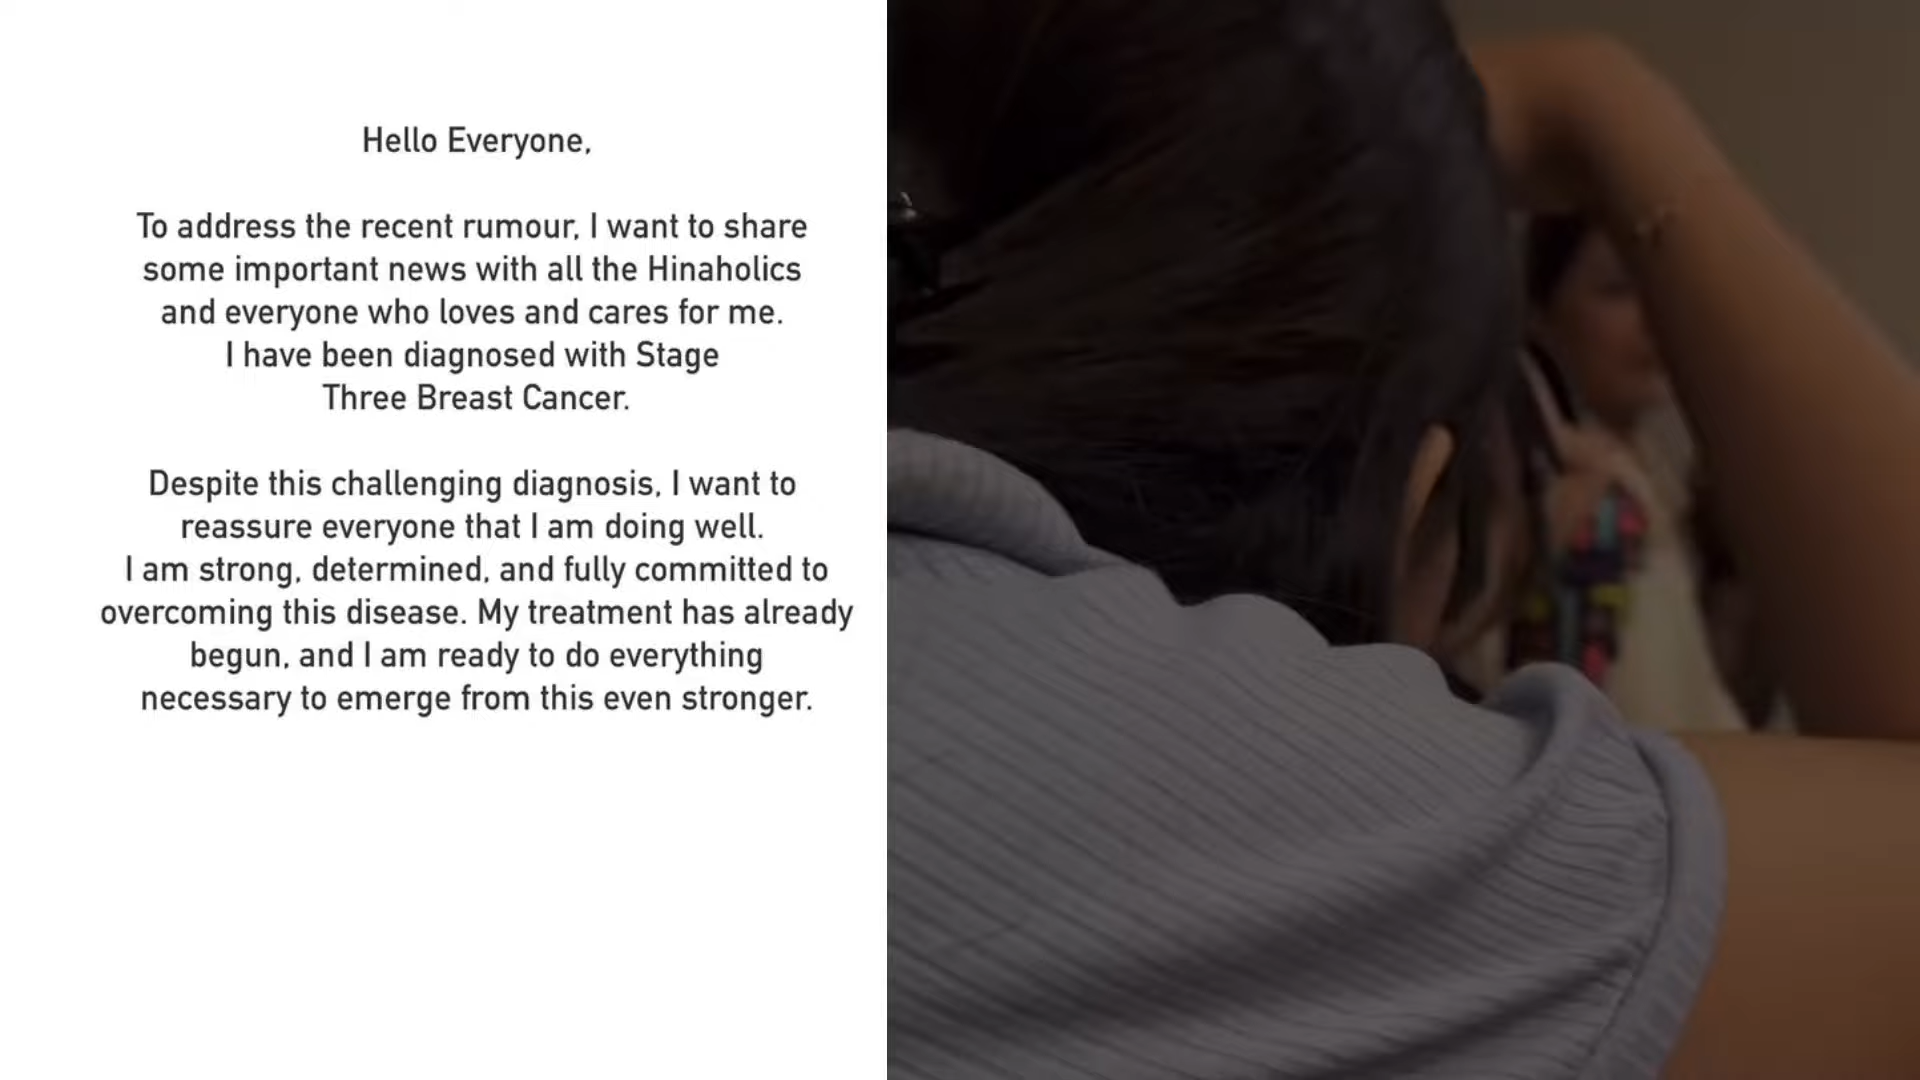 Hello Everyone,
To address the recent rumour, I want to share
some important news with all the Hinaholics
and everyone who loves and cares for me.
I have been diagnosed with Stage
Three Breast Cancer.
Despite this challenging diagnosis, I want to
reassure everyone that I am doing well.
I am strong, determined, and fully committed to
overcoming this disease. My treatment has already
begun, and I am ready to do everything
necessary to emerge from this even stronger.